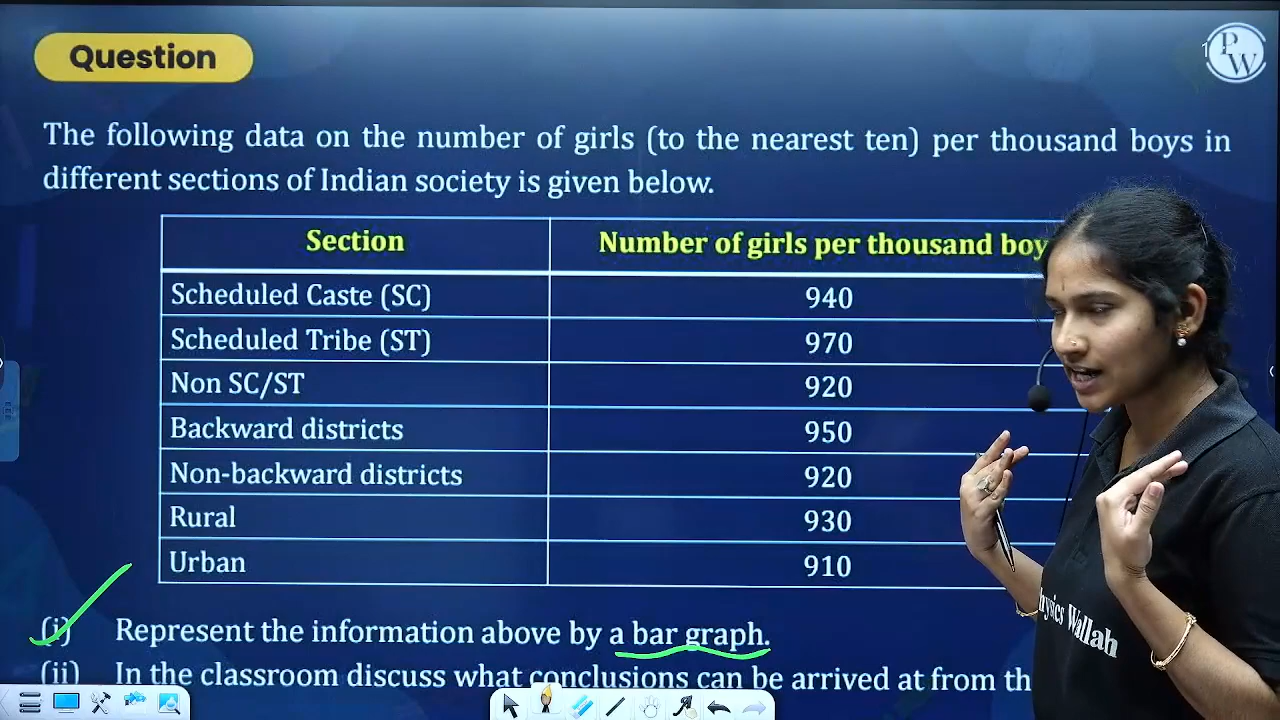 Question
PW
The following data on the number of girls (to the nearest ten) per thousand boys in
different sections of Indian society is given below.
Section Number of girls per thousand boy
Scheduled Caste (SC) 940
Scheduled Tribe (ST) 970
Non SC/ST 920
Backward districts 950
Non-backward districts 920
Rural 930
Urban 910
(i) Represent the information above by a bar graph.
(ii) In the classroom discuss what conclusions can be arrived at from th
Wallah